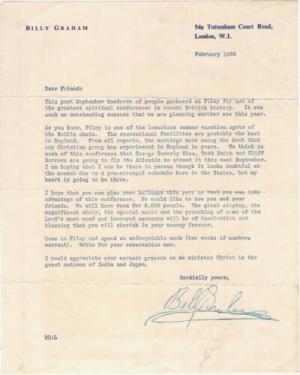 BILLY GRAHAM
54a Tottenham Court Road,
London, W.1.
February 1956
Dear Friend:
This past September hundreds of people gathered at Filey for one of
the greatest spiritual conferences in recent British history. It was
such an outstanding success that we are planning another one this year.
As you know, Filey is one of the luxurious summer vacation spots of
the Butlin chain. The recreational facilities are probably the best
in England. From all reports, the meetings were among the best that
any Christian group has experienced in England in years. We think so
much of this conference that George Beverly Shea, Tedd Smith and Cliff
Barrows are going to fly the Atlantic to attend it this next September.
I am hoping that I can be there in person though it looks doubtful at
the moment due to a pre-arranged schedule here in the States, but my
heart is going to be there.
I hope that you can plan your holidays this year so that you can take
advantage of this conference. We would like to see you and your
friends. We will have room for 8,000 people. The great singing, the
magnificent choir, the special music and the preaching of some of the
Lord's most used and honored servants will be of inspiration and
blessing that you will cherish in your memory forever.
Come to Filey and spend an unforgetable week (two weeks if numbers
warrant). Write for your reservation now.
I would appreciate your earnest prayers as we minister Christ in the
great nations of India and Japan.
Cordially yours,
Billy Graham
BG:L